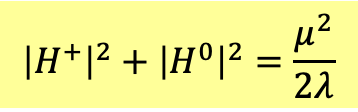 |H⁺|² + |H⁰|² = μ²/2λ